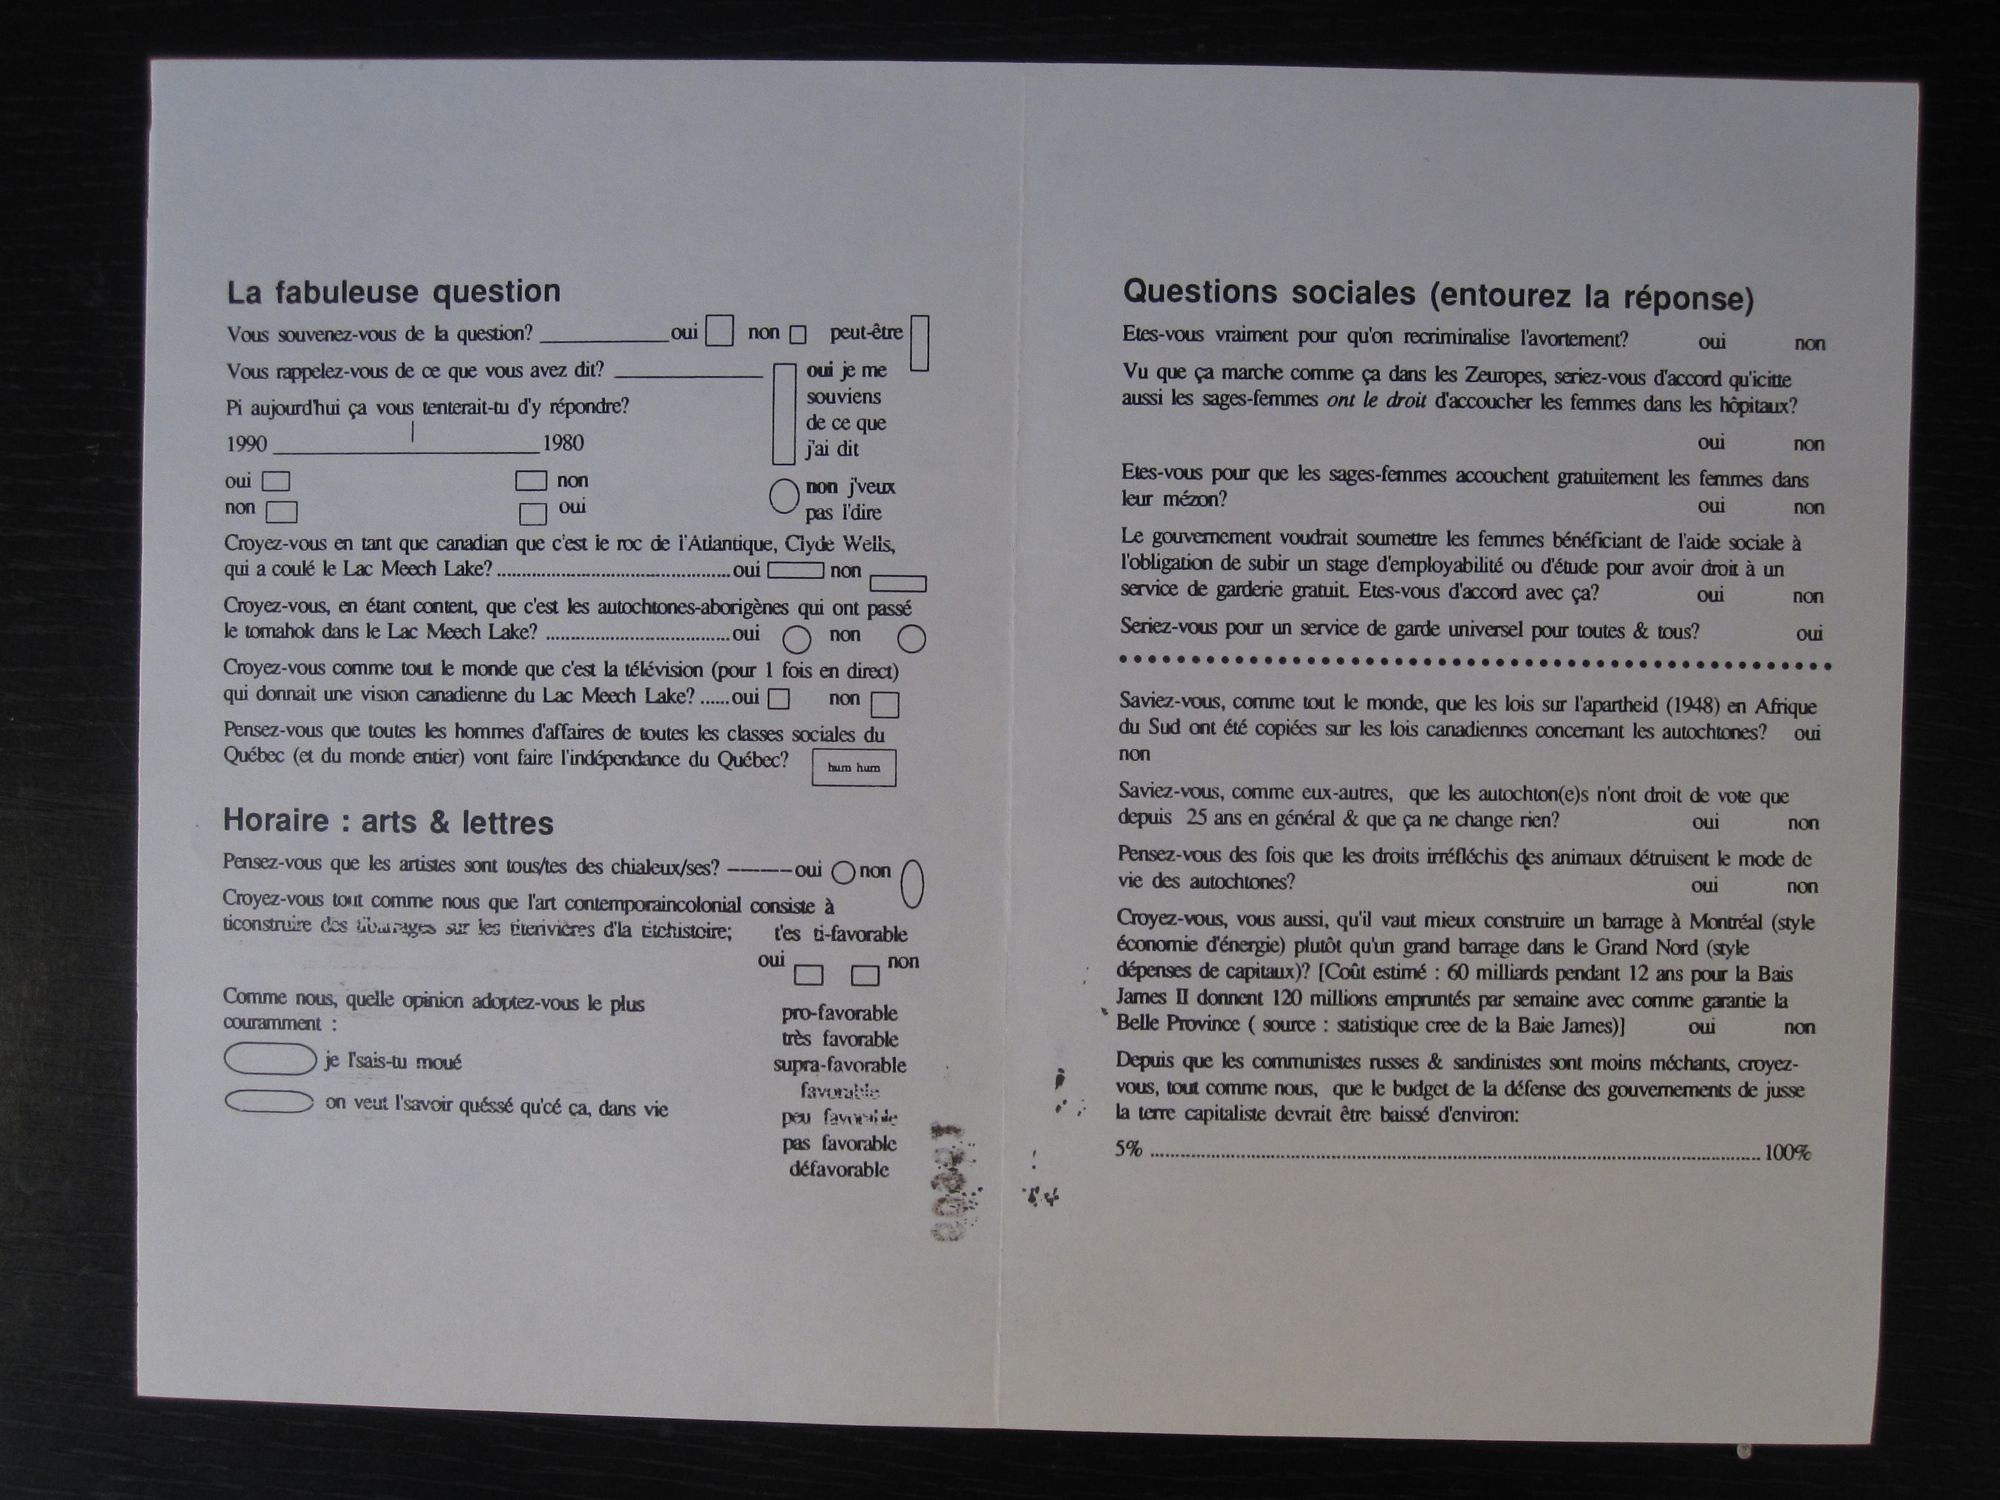 La fabuleuse question
Vous souvenez-vous de la question? ____________oui non peut-être
Vous rappelez-vous de ce que vous avez dit? ______________
oui je me
souviens
de ce que
j'ai dit
Pi aujourd'hui ça vous tenterait-tu d'y répondre?
1990 __________________________1980
oui non
non oui
non j'veux
pas l'dire
Croyez-vous en tant que canadian que c'est le roc de l'Atlantique, Clyde Wells,
qui a coulé le Lac Meech Lake? ..........................................oui non
Croyez-vous, en étant content, que c'est les autochtones-aborigènes qui ont passé
le tomahok dans le Lac Meech Lake? .................................oui non
Croyez-vous comme tout le monde que c'est la télévision (pour 1 fois en direct)
qui donnait une vision canadienne du Lac Meech Lake? ......oui non
Pensez-vous que toutes les hommes d'affaires de toutes les classes sociales du
Québec (et du monde entier) vont faire l'indépendance du Québec? hum hum
Horaire : arts & lettres
Pensez-vous que les artistes sont tous/tes des chialeux/ses? -----oui non
Croyez-vous tout comme nous que l'art contemporaincolonial consiste à
ticonstruire des tibarrages sur les titerivières d'la titchistoire; t'es ti-favorable
oui non
Comme nous, quelle opinion adoptez-vous le plus
couramment :
je l'sais-tu moué
on veut l'savoir quéssé qu'cé ça, dans vie
pro-favorable
très favorable
supra-favorable
favorable
peu favorable
pas favorable
défavorable
Questions sociales (entourez la réponse)
Etes-vous vraiment pour qu'on recriminalise l'avortement? oui non
Vu que ça marche comme ça dans les Zeuropes, seriez-vous d'accord qu'icitte
aussi les sages-femmes ont le droit d'accoucher les femmes dans les hôpitaux?
oui non
Etes-vous pour que les sages-femmes accouchent gratuitement les femmes dans
leur mézon? oui non
Le gouvernement voudrait soumettre les femmes bénéficiant de l'aide sociale à
l'obligation de subir un stage d'employabilité ou d'étude pour avoir droit à un
service de garderie gratuit. Etes-vous d'accord avec ça? oui non
Seriez-vous pour un service de garde universel pour toutes & tous? oui
Saviez-vous, comme tout le monde, que les lois sur l'apartheid (1948) en Afrique
du Sud ont été copiées sur les lois canadiennes concernant les autochtones? oui
non
Saviez-vous, comme eux-autres, que les autochton(e)s n'ont droit de vote que
depuis 25 ans en général & que ça ne change rien? oui non
Pensez-vous des fois que les droits irréfléchis des animaux détruisent le mode de
vie des autochtones? oui non
Croyez-vous, vous aussi, qu'il vaut mieux construire un barrage à Montréal (style
économie d'énergie) plutôt qu'un grand barrage dans le Grand Nord (style
dépenses de capitaux)? [Coût estimé : 60 milliards pendant 12 ans pour la Bais
James II donnent 120 millions empruntés par semaine avec comme garantie la
Belle Province ( source : statistique cree de la Baie James)] oui non
Depuis que les communistes russes & sandinistes sont moins méchants, croyez-
vous, tout comme nous, que le budget de la défense des gouvernements de jusse
la terre capitaliste devrait être baissé d'environ:
5% .......................................................................................................................... 100%